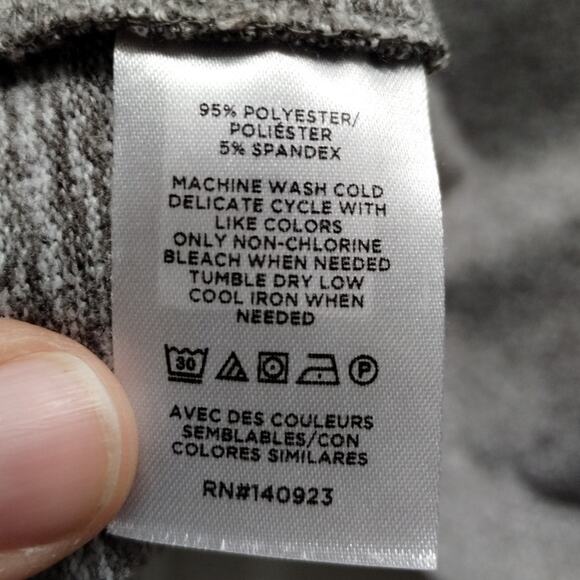 95% POLYESTER/
POLIÉSTER
5% SPANDEX
MACHINE WASH COLD
DELICATE CYCLE WITH
LIKE COLORS
ONLY NON-CHLORINE
BLEACH WHEN NEEDED
TUMBLE DRY LOW
COOL IRON WHEN
NEEDED
30 P
AVEC DES COULEURS
SEMBLABLES/CON
COLORES SIMILARES
RN#140923